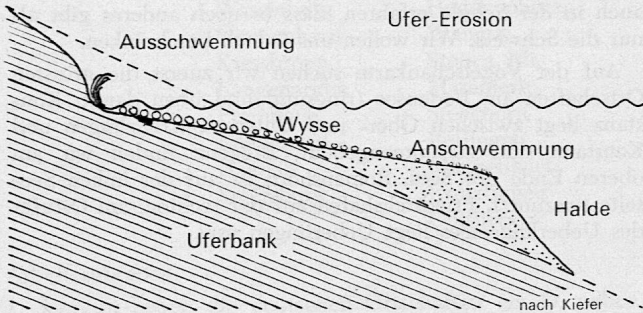 Ufer-Erosion
Ausschwemmung
Wysse
Anschwemmung
Halde
Uferbank
nach Kiefer